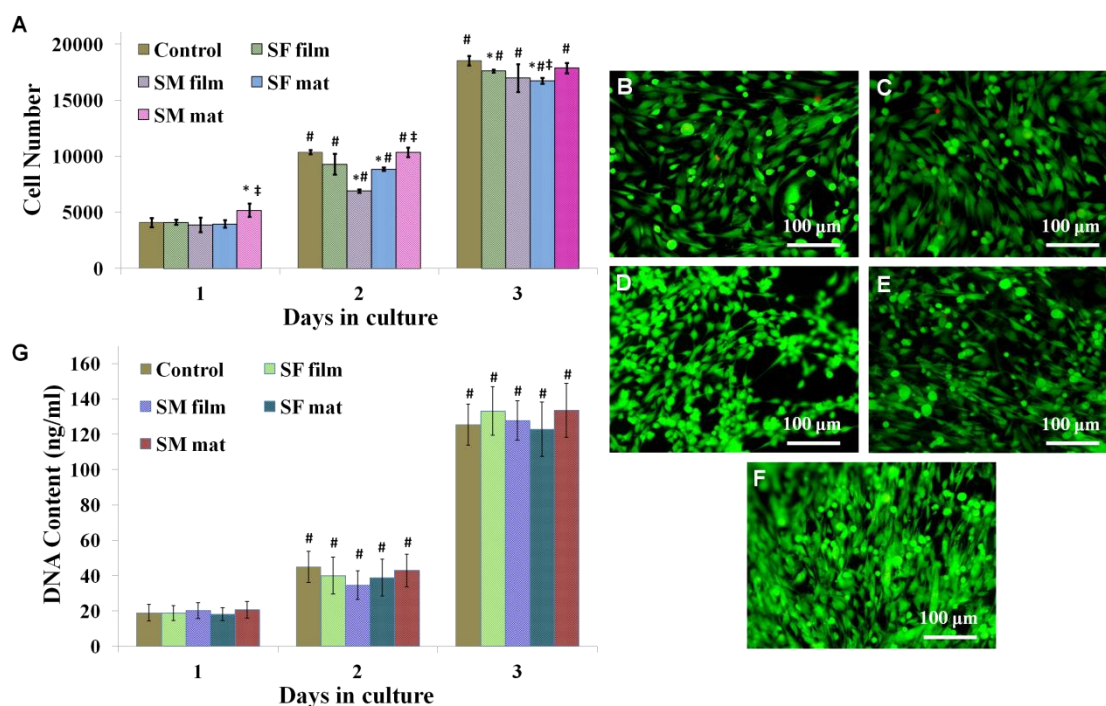 A
20000
15000
10000
5000
0
Cell Number
Control SF film
SM film SF mat
SM mat
* ‡
# # *# *# # ‡
# *# # *#‡ #
1 2 3
Days in culture
B
100 µm
C
100 µm
D
100 µm
E
100 µm
F
100 µm
G
160
140
120
100
80
60
40
20
0
DNA Content (ng/ml)
Control SF film
SM film SF mat
SM mat
# # # # #
# # # # #
1 2 3
Days in culture